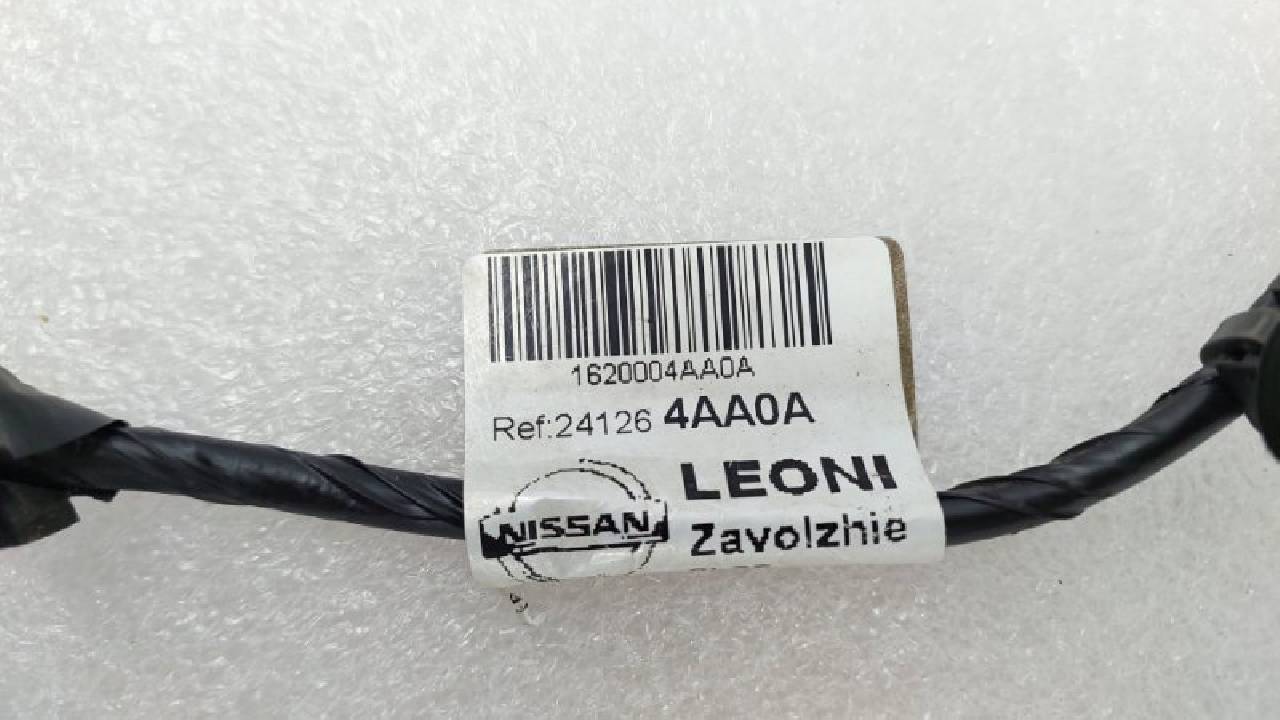 1620004AA0A
Ref:24126 4AA0A
LEONI
NISSAN
Zavolzhie